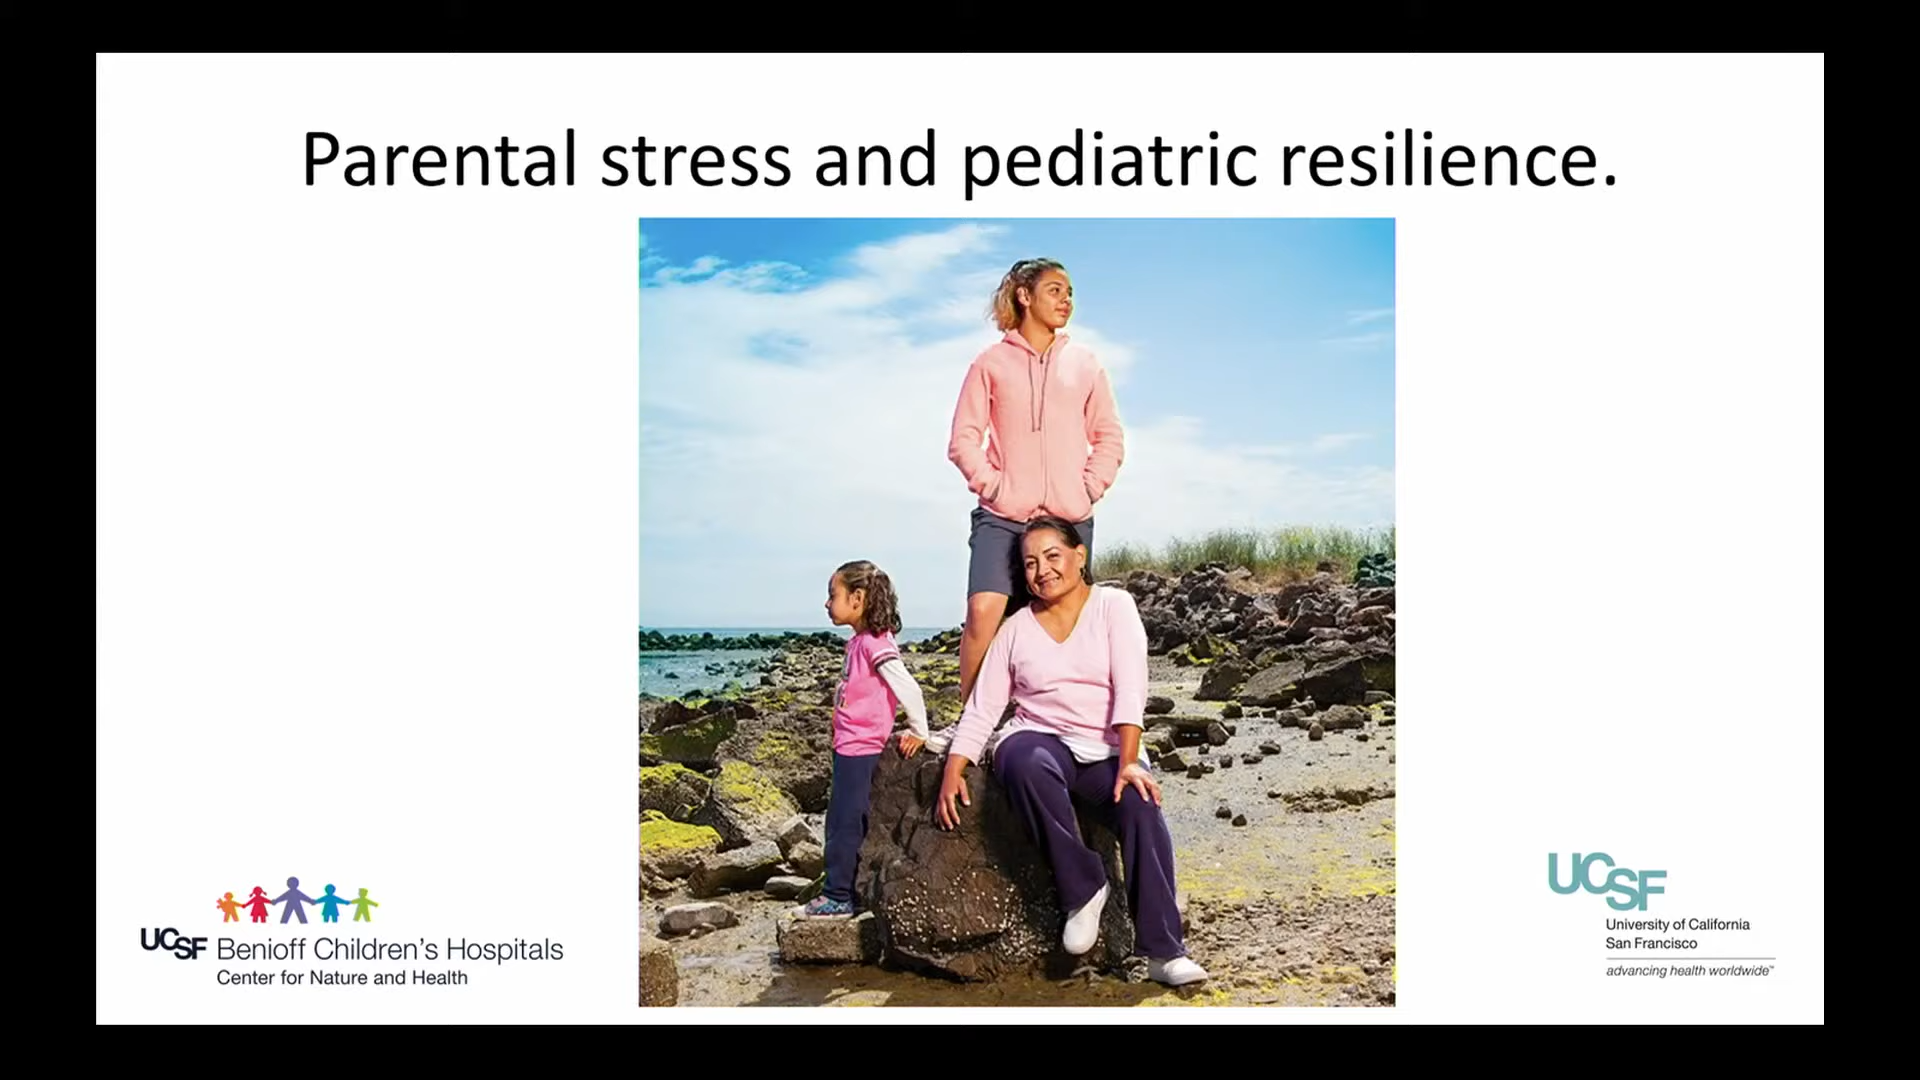 Parental stress and pediatric resilience.
UCSF Benioff Children's Hospitals
Center for Nature and Health
UCSF
University of California
San Francisco
advancing health worldwide™